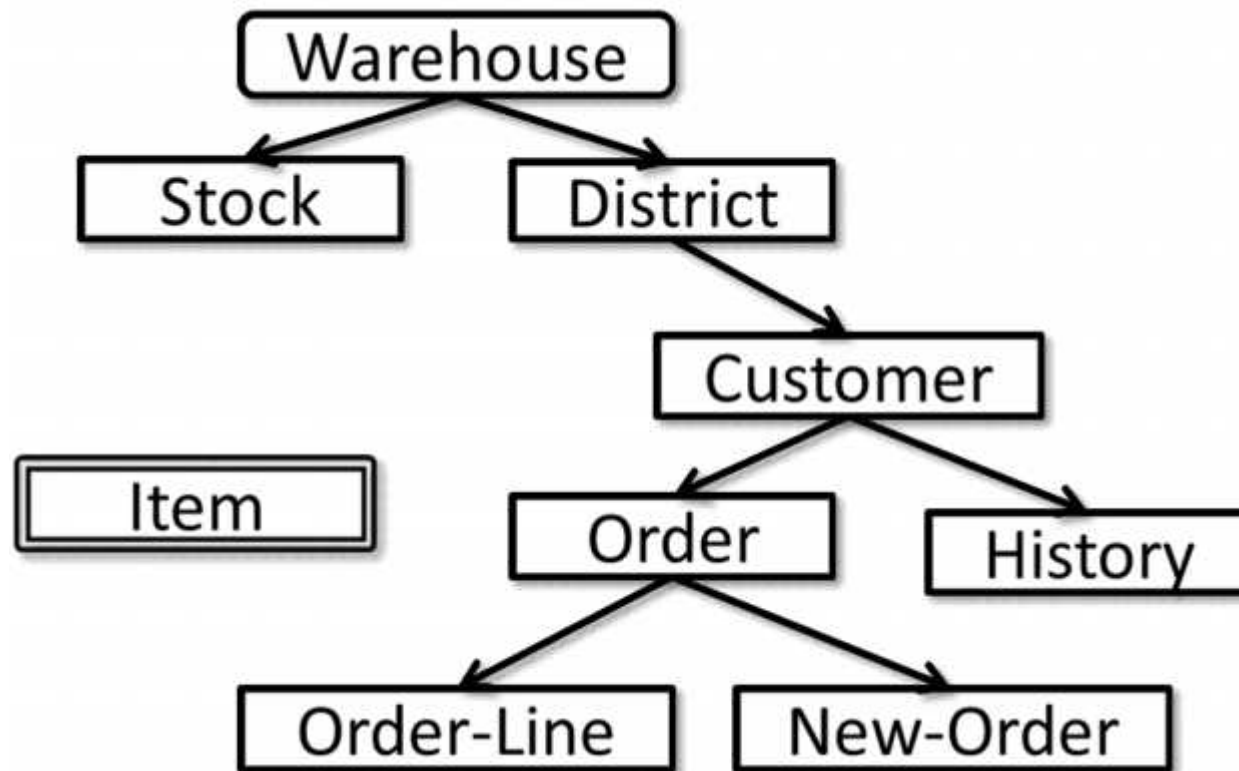 Warehouse
Stock
District
Customer
Item
Order
History
Order-Line
New-Order